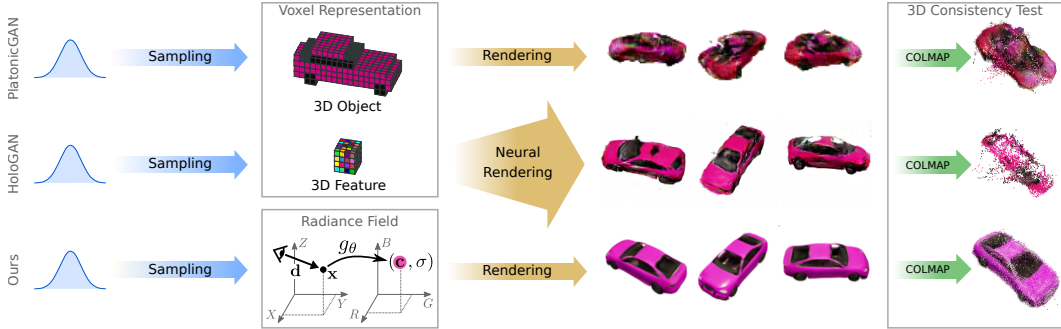 Voxel Representation
3D Consistency Test
PlatonicGAN
Sampling
3D Object
Rendering
COLMAP
HoloGAN
Sampling
3D Feature
Neural
Rendering
COLMAP
Radiance Field
Ours
Sampling
d
Z
x
X
Y
g_θ
B
(c, σ)
R
G
Rendering
COLMAP